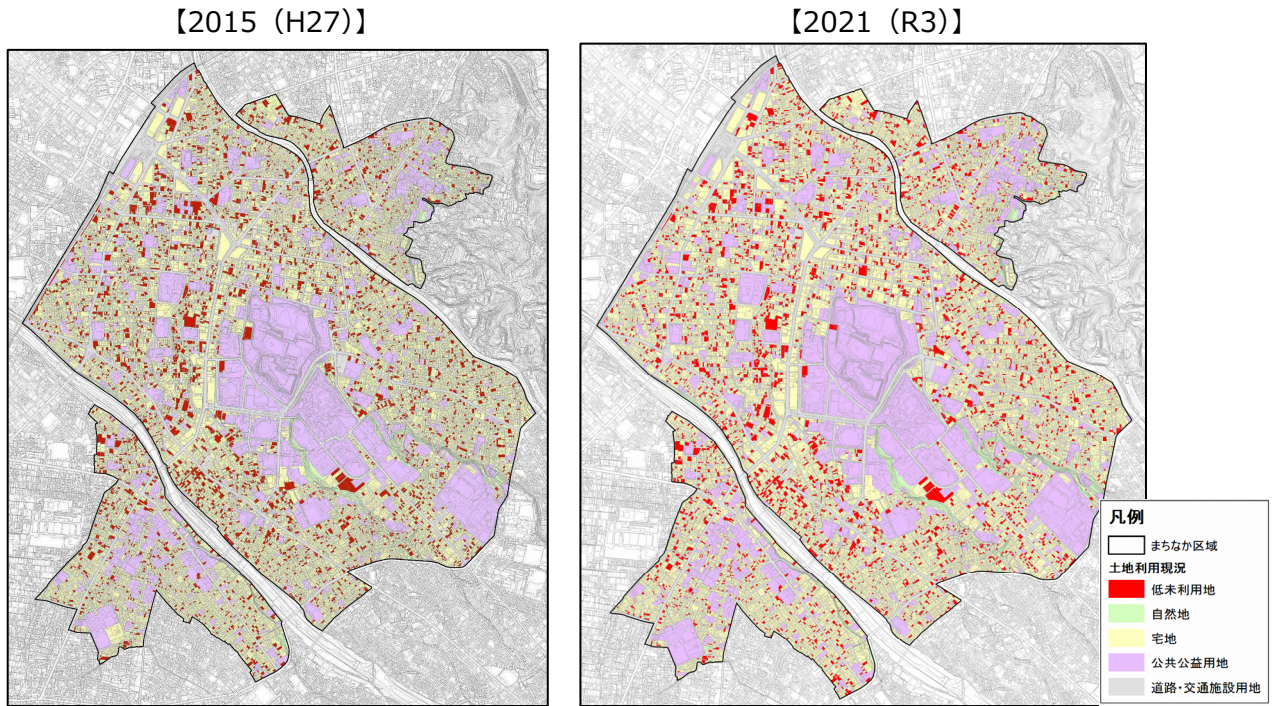 【2015（H27）】
【2021（R3）】
凡例
まちなか区域
土地利用現況
低未利用地
自然地
宅地
公共公益用地
道路・交通施設用地